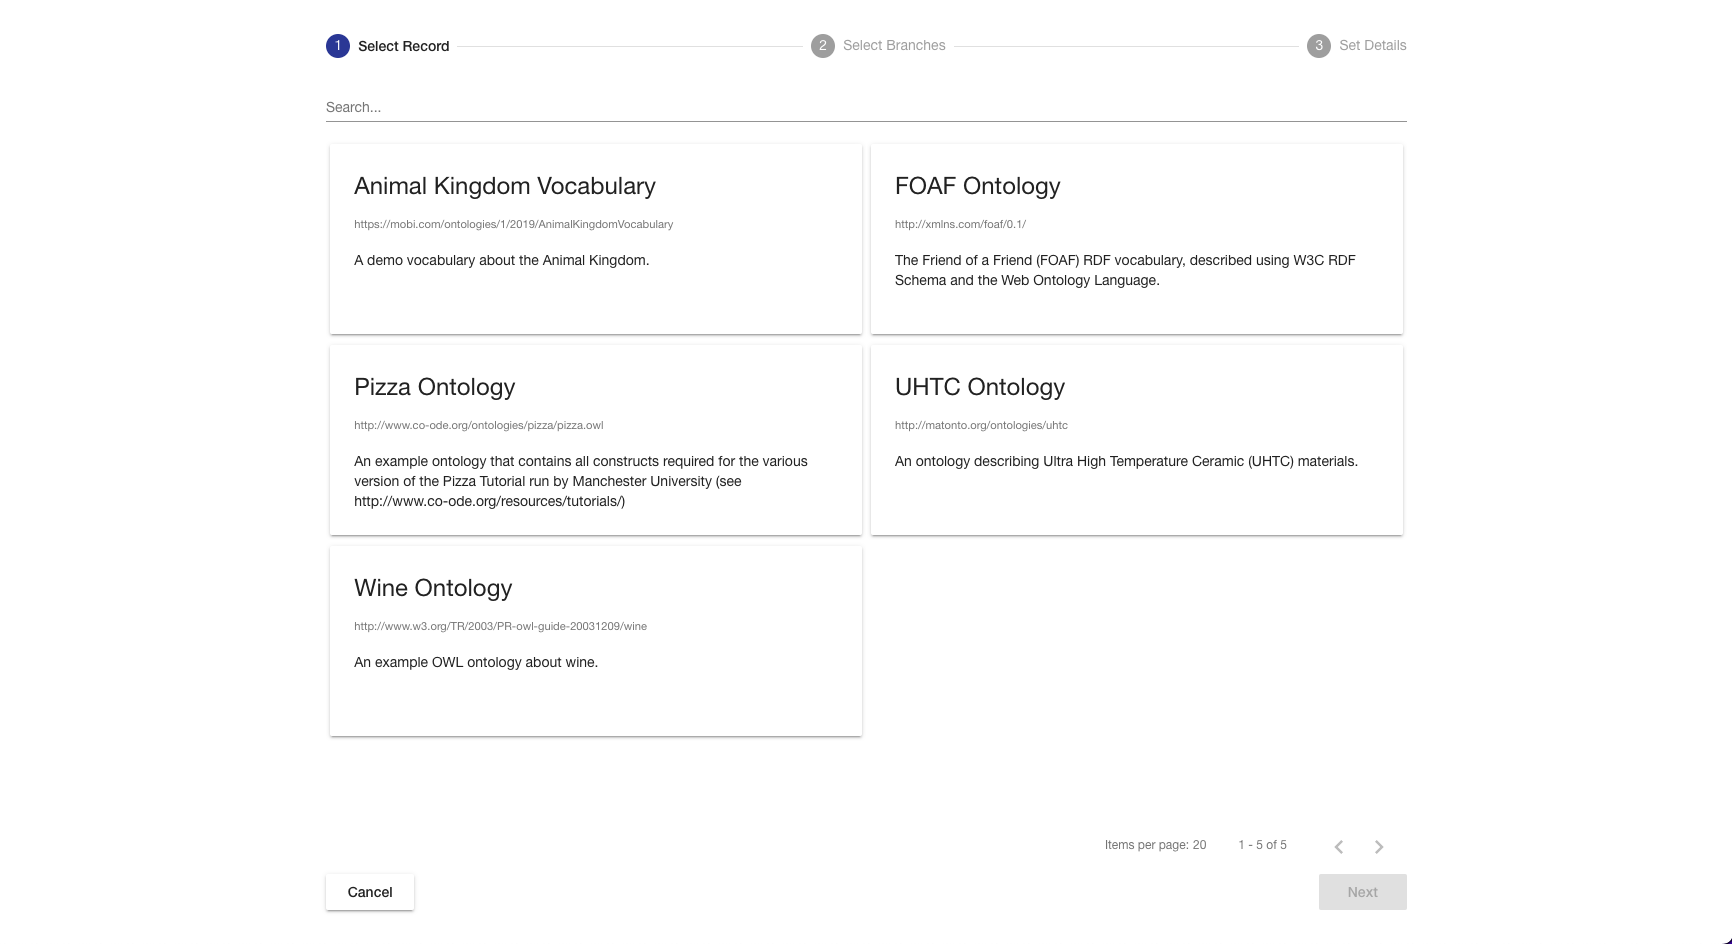 1 Select Record 2 Select Branches 3 Set Details
Search...
Animal Kingdom Vocabulary
https://mobi.com/ontologies/1/2019/AnimalKingdomVocabulary
A demo vocabulary about the Animal Kingdom.
FOAF Ontology
http://xmlns.com/foaf/0.1/
The Friend of a Friend (FOAF) RDF vocabulary, described using W3C RDF
Schema and the Web Ontology Language.
Pizza Ontology
http://www.co-ode.org/ontologies/pizza/pizza.owl
An example ontology that contains all constructs required for the various
version of the Pizza Tutorial run by Manchester University (see
http://www.co-ode.org/resources/tutorials/)
UHTC Ontology
http://matonto.org/ontologies/uhtc
An ontology describing Ultra High Temperature Ceramic (UHTC) materials.
Wine Ontology
http://www.w3.org/TR/2003/PR-owl-guide-20031209/wine
An example OWL ontology about wine.
Items per page: 20 1 - 5 of 5
Cancel Next